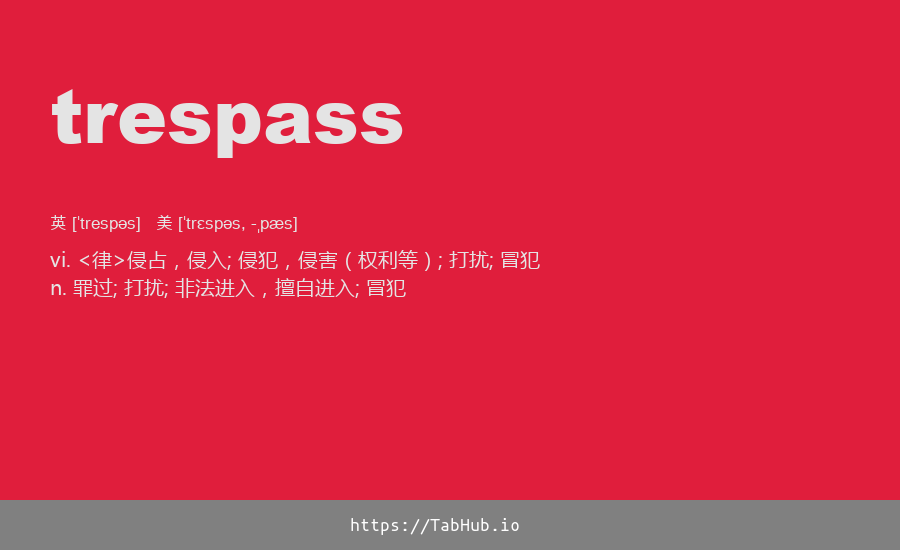 trespass
英 [ˈtrespəs] 美 [ˈtrɛspəs, -ˌpæs]
vi. <律>侵占，侵入; 侵犯，侵害（权利等）; 打扰; 冒犯
n. 罪过; 打扰; 非法进入，擅自进入; 冒犯
https://TabHub.io